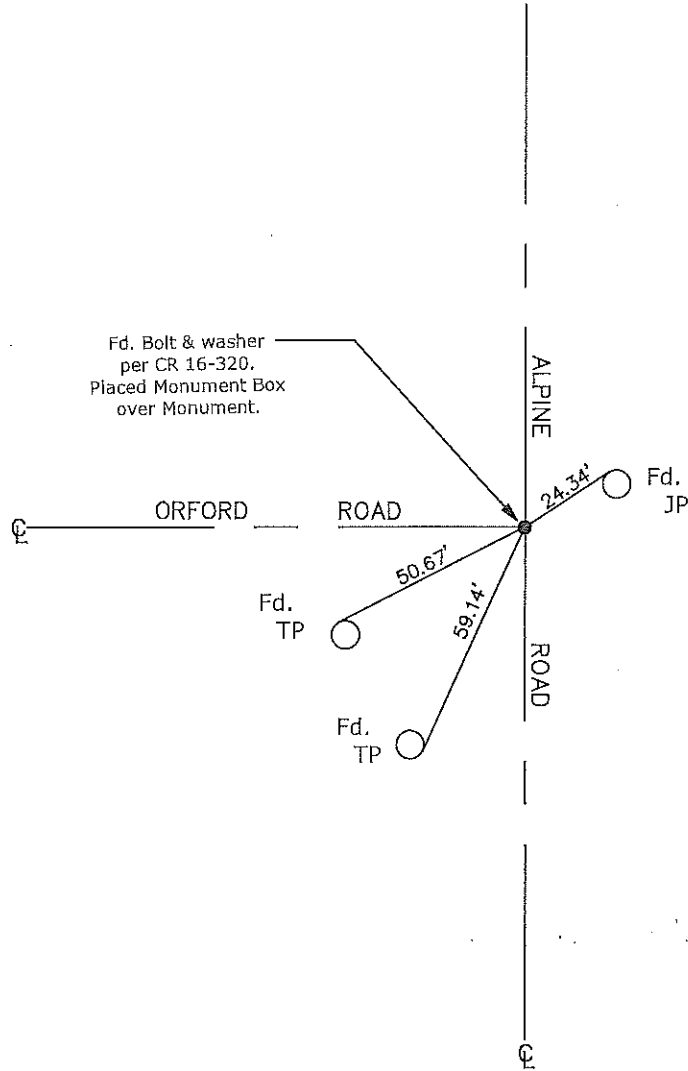 Fd. Bolt & washer
per CR 16-320.
Placed Monument Box
over Monument.
ALPINE
24.34'
Fd.
JP
℄
ORFORD ROAD
50.67'
59.14'
Fd.
TP
ROAD
Fd.
TP
℄